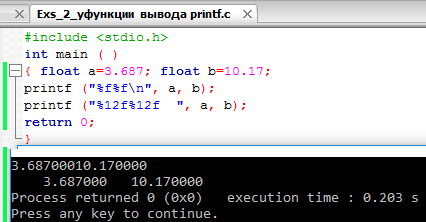 Exs_2_уфункции вывода printf.c ×
#include <stdio.h>
int main ( )
{ float a=3.687; float b=10.17;
printf ("%f%f\n", a, b);
printf ("%12f%12f  ", a, b);
return 0;
}
3.68700010.170000
    3.687000   10.170000
Process returned 0 (0x0)   execution time : 0.203 s
Press any key to continue.